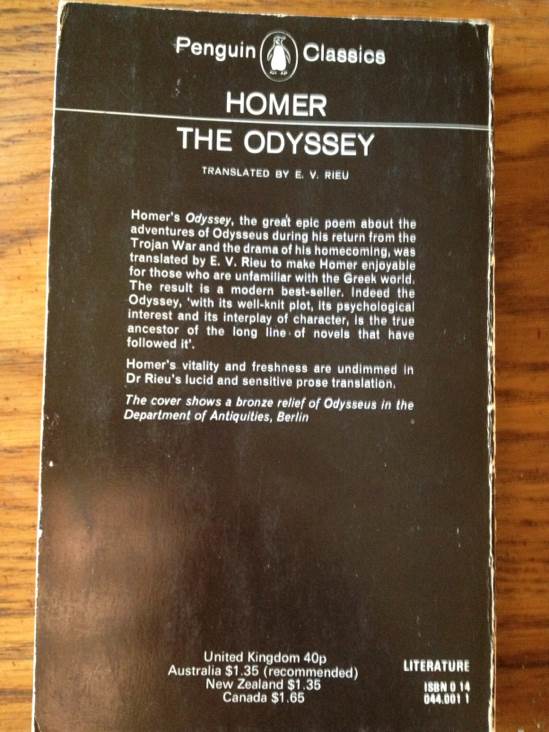 Penguin Classics
HOMER
THE ODYSSEY
TRANSLATED BY E. V. RIEU
Homer's Odyssey, the great epic poem about the
adventures of Odysseus during his return from the
Trojan War and the drama of his homecoming, was
translated by E. V. Rieu to make Homer enjoyable
for those who are unfamiliar with the Greek world.
The result is a modern best-seller. Indeed the
Odyssey, 'with its well-knit plot, its psychological
interest and its interplay of character, is the true
ancestor of the long line of novels that have
followed it'.
Homer's vitality and freshness are undimmed in
Dr Rieu's lucid and sensitive prose translation.
The cover shows a bronze relief of Odysseus in the
Department of Antiquities, Berlin
United Kingdom 40p
Australia $1.35 (recommended)
New Zealand $1.35
Canada $1.65
LITERATURE
ISBN 0 14
044.001 1